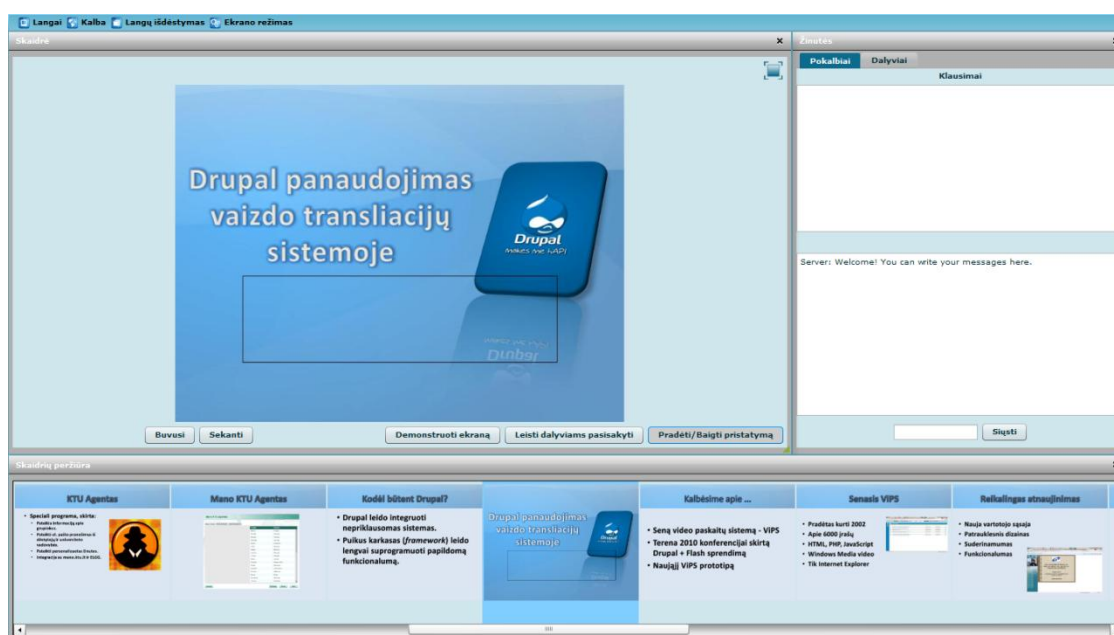 Langai Kalba Langų išdėstymas Ekrano režimas
Skaidrė
Žinutės
Pokalbiai Dalyviai
Klausimai
Drupal panaudojimas
vaizdo transliacijų
sistemoje
Drupal
Makes me hAPI
Server: Welcome! You can write your messages here.
Buvusi Sekanti Demonstruoti ekraną Leisti dalyviams pasisakyti Pradėti/Baigti pristatymą
Siųsti
Skaidrių peržiūra
KTU Agentas
• Speciali programa, skirta:
Mano KTU Agentas
Kodėl būtent Drupal?
• Drupal leido integruoti
nepriklausomas sistemas.
• Puikus karkasas (framework) leido
lengvai suprogramuoti papildomą
funkcionalumą.
Drupal panaudojimas
vaizdo transliacijų
sistemoje
Kalbėsime apie ...
• Seną video paskaitų sistemą - ViPS
• Terena 2010 konferencijai skirtą
Drupal + Flash sprendimą
• Naująjį ViPS prototipą
Senasis ViPS
• Pradėtas kurti 2002
• Apie 6000 įrašų
• HTML, PHP, JavaScript
• Windows Media video
• Tik Internet Explorer
Reikalingas atnaujinimas
• Nauja vartotojo sąsaja
• Patrauklesnis dizainas
• Suderinamumas
• Funkcionalumas